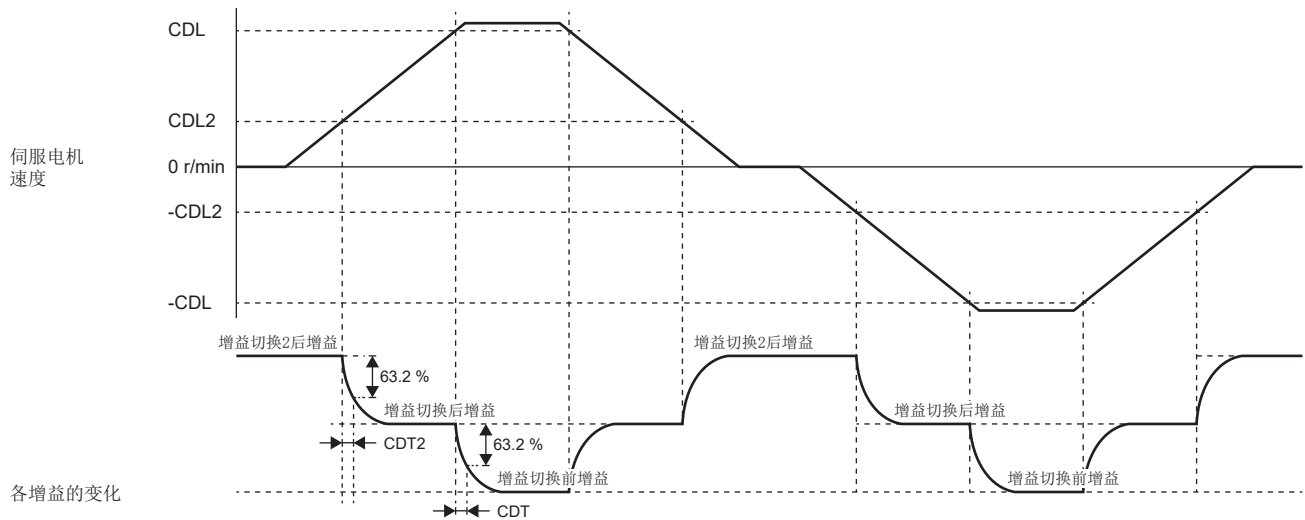 CDL
CDL2
伺服电机
速度
0 r/min
-CDL2
-CDL
增益切换2后增益
增益切换2后增益
63.2 %
增益切换后增益
增益切换后增益
CDT2
63.2 %
增益切换前增益
增益切换前增益
各增益的变化
CDT